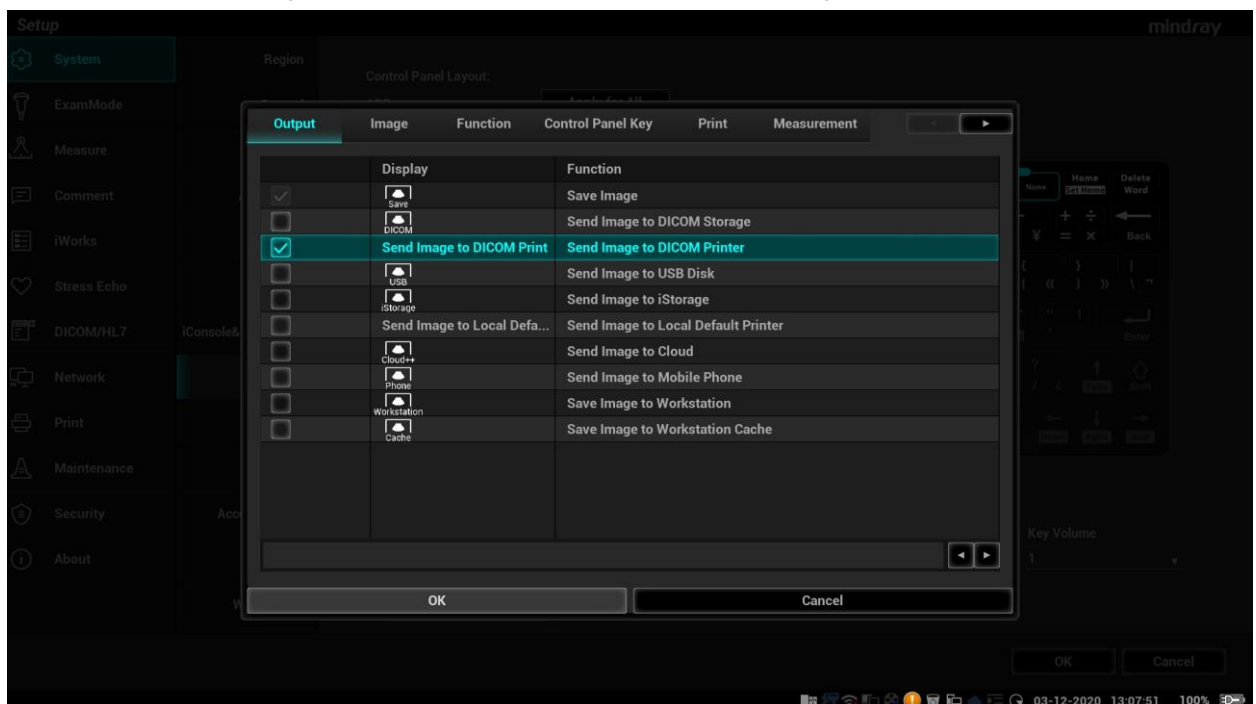 Setup
mindray
System
Region
Control Panel Layout:
ExamMode
Measure
Comment
iWorks
Stress Echo
DICOM/HL7
iConsole&
Network
Print
Maintenance
Security
About
Output Image Function Control Panel Key Print Measurement
Display Function
Save Save Image
DICOM Send Image to DICOM Storage
Send Image to DICOM Print Send Image to DICOM Printer
USB Send Image to USB Disk
iStorage Send Image to iStorage
Send Image to Local Defa... Send Image to Local Default Printer
Cloud++ Send Image to Cloud
Phone Send Image to Mobile Phone
Workstation Save Image to Workstation
Cache Save Image to Workstation Cache
OK Cancel
None
Home
Set Home
Delete
Word
+ ÷
¥ = × Back
Enter
Shift
Key Volume
1
OK Cancel
03-12-2020 13:07:51 100%